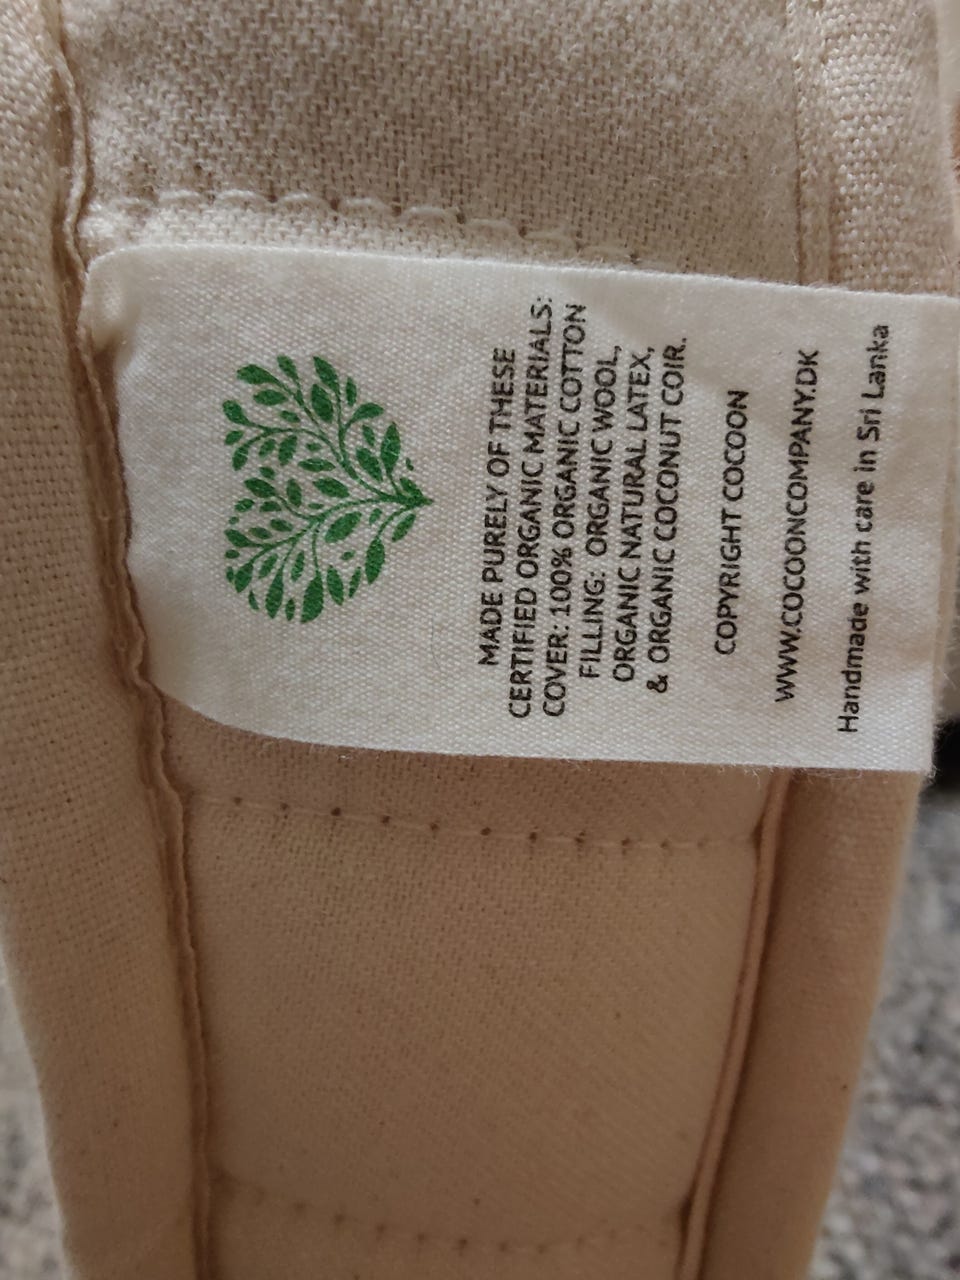 MADE PURELY OF THESE
CERTIFIED ORGANIC MATERIALS:
COVER: 100% ORGANIC COTTON
FILLING: ORGANIC WOOL,
ORGANIC NATURAL LATEX,
& ORGANIC COCONUT COIR.
COPYRIGHT COCOON
WWW.COCOONCOMPANY.DK
Handmade with care in Sri Lanka